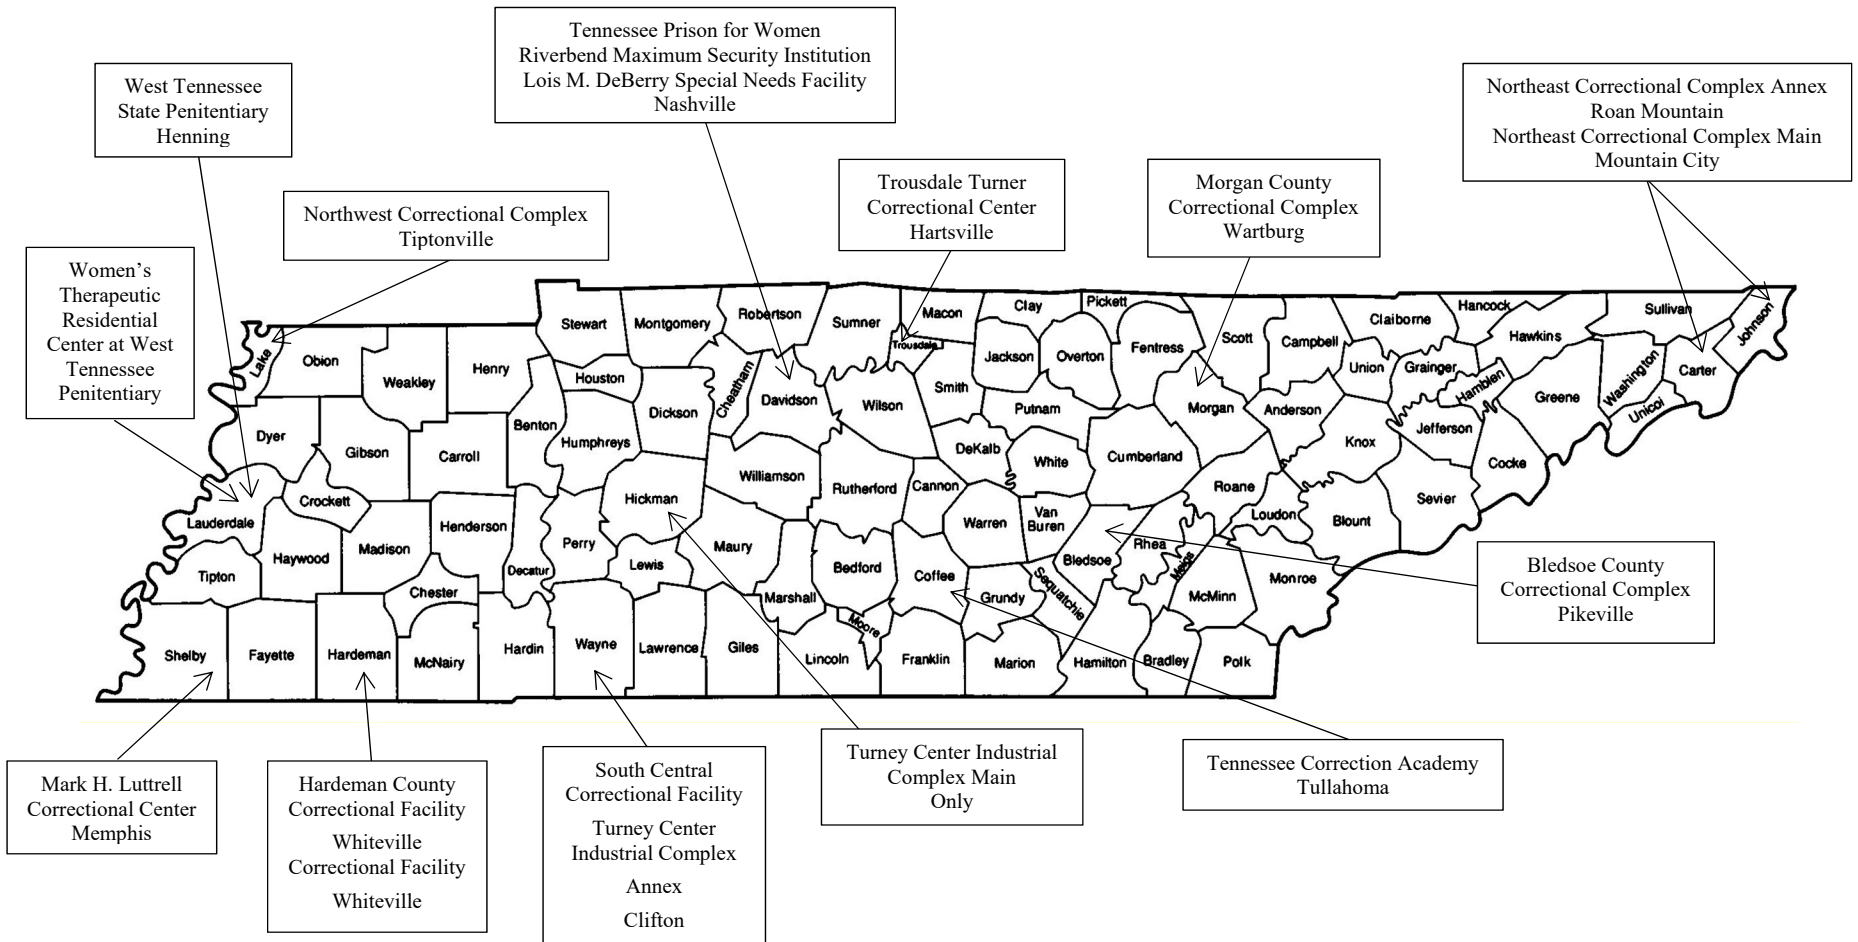 Tennessee Prison for Women
Riverbend Maximum Security Institution
Lois M. DeBerry Special Needs Facility
Nashville
West Tennessee
State Penitentiary
Henning
Northeast Correctional Complex Annex
Roan Mountain
Northeast Correctional Complex Main
Mountain City
Northwest Correctional Complex
Tiptonville
Trousdale Turner
Correctional Center
Hartsville
Morgan County
Correctional Complex
Wartburg
Women’s
Therapeutic
Residential
Center at West
Tennessee
Penitentiary
Lake
Obion
Weakley
Henry
Stewart
Montgomery
Robertson
Sumner
Macon
Trousdale
Clay
Pickett
Jackson
Overton
Fentress
Scott
Campbell
Claiborne
Hancock
Hawkins
Sullivan
Johnson
Carter
Washington
Unicoi
Greene
Hamblen
Grainger
Union
Houston
Dickson
Cheatham
Davidson
Wilson
Smith
Putnam
Morgan
Anderson
Knox
Jefferson
Cocke
Dyer
Gibson
Carroll
Benton
Humphreys
Hickman
Williamson
Rutherford
Cannon
DeKalb
White
Cumberland
Roane
Loudon
Blount
Sevier
Lauderdale
Crockett
Haywood
Madison
Henderson
Decatur
Perry
Lewis
Maury
Marshall
Bedford
Coffee
Warren
Van
Buren
Bledsoe
Rhea
Meigs
McMinn
Monroe
Tipton
Chester
Grundy
Sequatchie
Moore
Shelby
Fayette
Hardeman
McNairy
Hardin
Wayne
Lawrence
Giles
Lincoln
Franklin
Marion
Hamilton
Bradley
Polk
Bledsoe County
Correctional Complex
Pikeville
Mark H. Luttrell
Correctional Center
Memphis
Hardeman County
Correctional Facility
Whiteville
Correctional Facility
Whiteville
South Central
Correctional Facility
Turney Center
Industrial Complex
Annex
Clifton
Turney Center Industrial
Complex Main
Only
Tennessee Correction Academy
Tullahoma